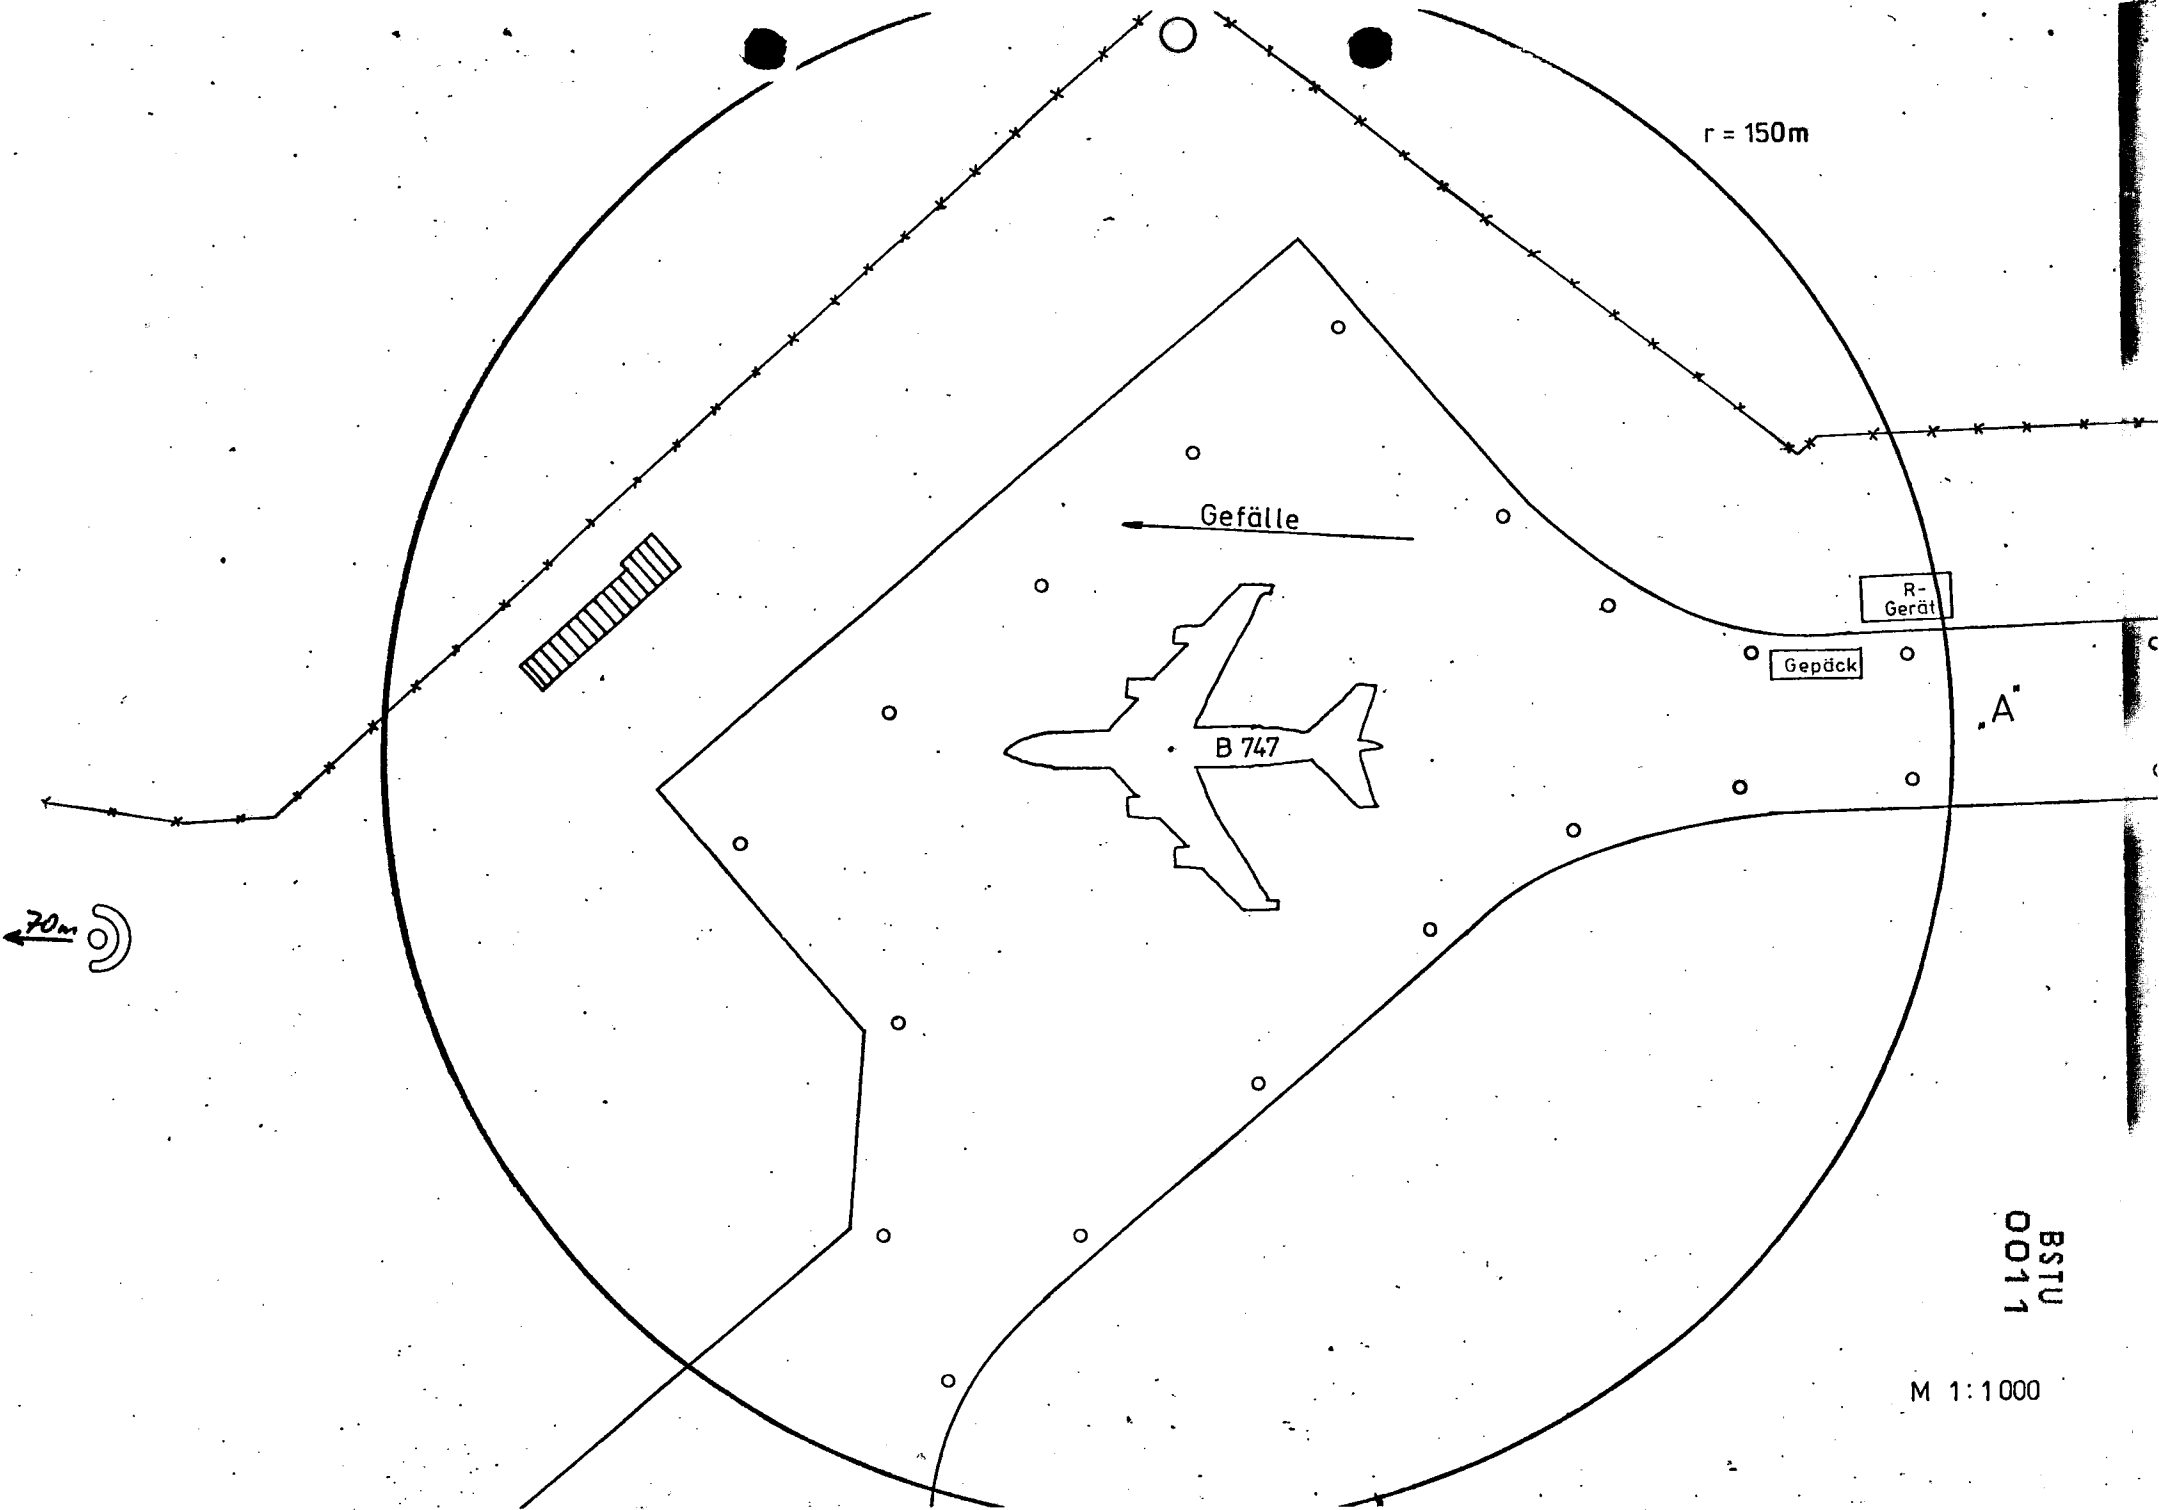 r = 150m
Gefälle
R-
Gerät
Gepäck
„A"
B 747
70m
BSTU
0011
M 1:1000